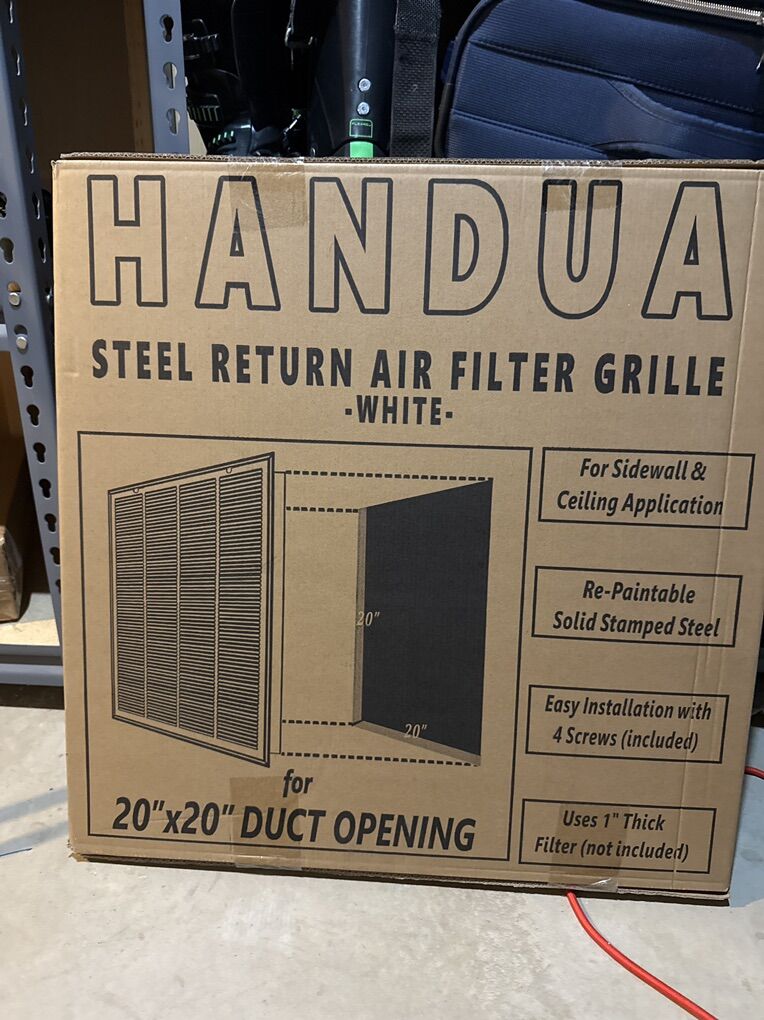 HANDUA
STEEL RETURN AIR FILTER GRILLE
-WHITE-
20"
20"
for
20"x20" DUCT OPENING
For Sidewall &
Ceiling Application
Re-Paintable
Solid Stamped Steel
Easy Installation with
4 Screws (included)
Uses 1" Thick
Filter (not included)